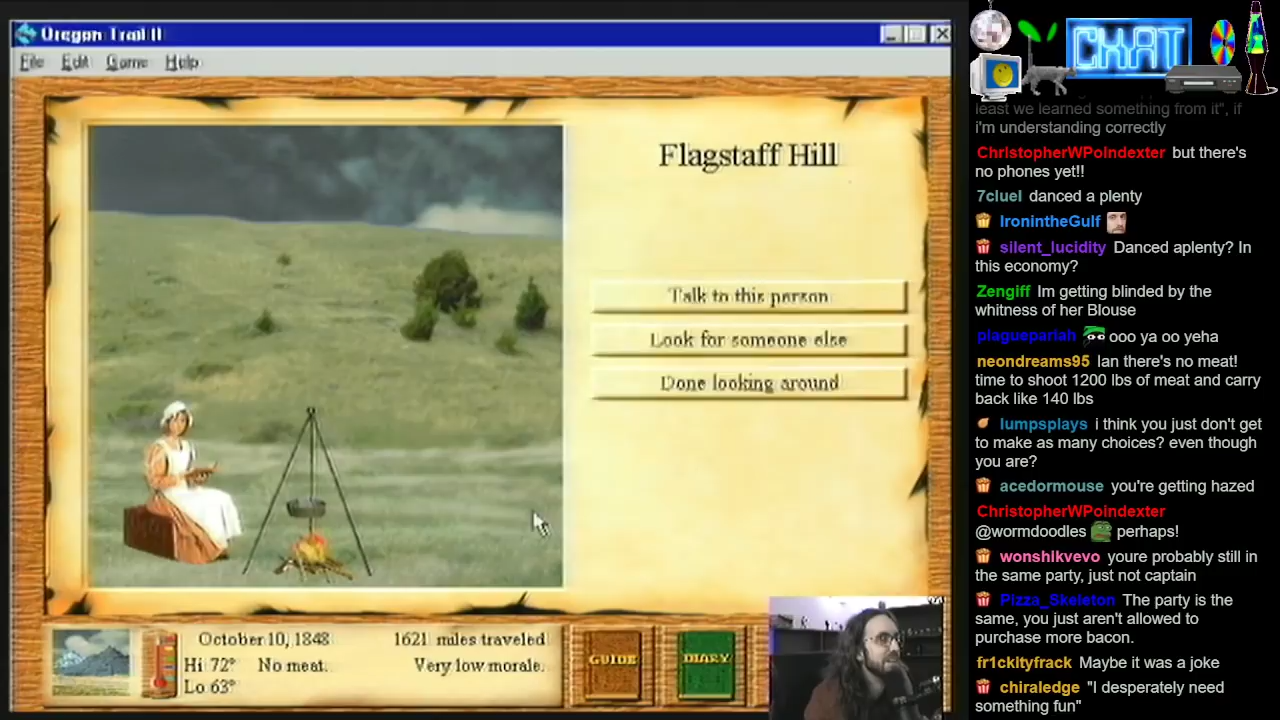 Oregon Trail II
File Edit Game Help
Flagstaff Hill
Talk to this person
Look for someone else
Done looking around
October 10, 1848
1621 miles traveled
Hi 72°
No meat.
Very low morale.
Lo 63°
GUIDE
DIARY
CHAT
least we learned something from it", if
i'm understanding correctly
ChristopherWPoindexter but there's
no phones yet!!
7cluel danced a plenty
IronintheGulf
silent_lucidity Danced aplenty? In
this economy?
Zengiff Im getting blinded by the
whitness of her Blouse
plaguepariah ooo ya oo yeha
neondreams95 Ian there's no meat!
time to shoot 1200 lbs of meat and carry
back like 140 lbs
lumpsplays i think you just don't get
to make as many choices? even though
you are?
acedormouse you're getting hazed
ChristopherWPoindexter
@wormdoodles perhaps!
wonshikvevo youre probably still in
the same party, just not captain
Pizza_Skeleton The party is the
same, you just aren't allowed to
purchase more bacon.
fr1ckityfrack Maybe it was a joke
chiraledge "I desperately need
something fun"